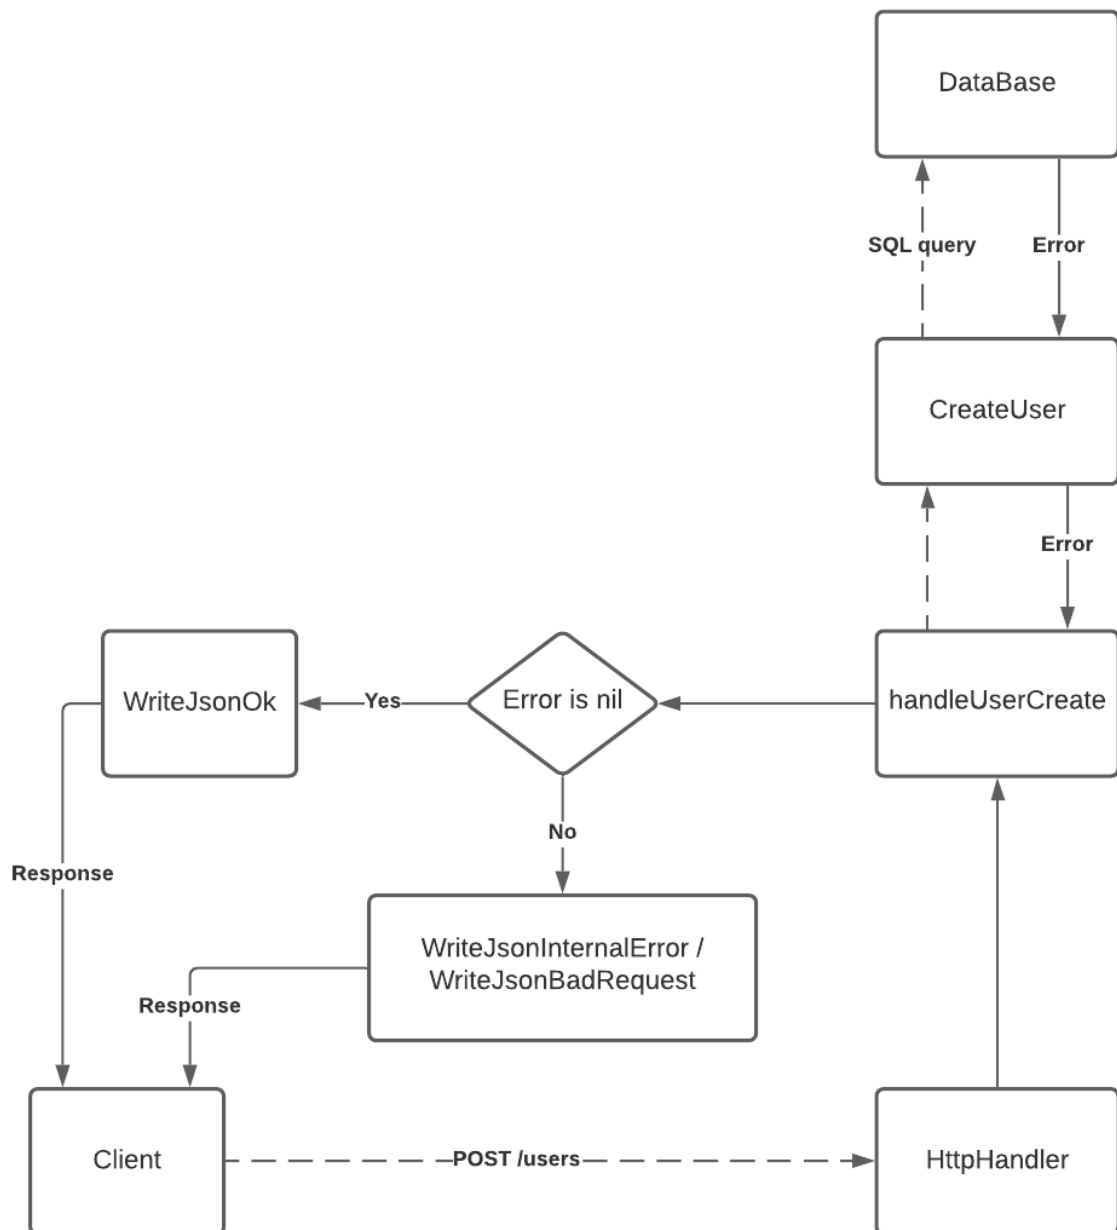 DataBase
SQL query
Error
CreateUser
Error
WriteJsonOk
Yes
Error is nil
handleUserCreate
No
Response
WriteJsonInternalError /
WriteJsonBadRequest
Response
Client
POST /users
HttpHandler